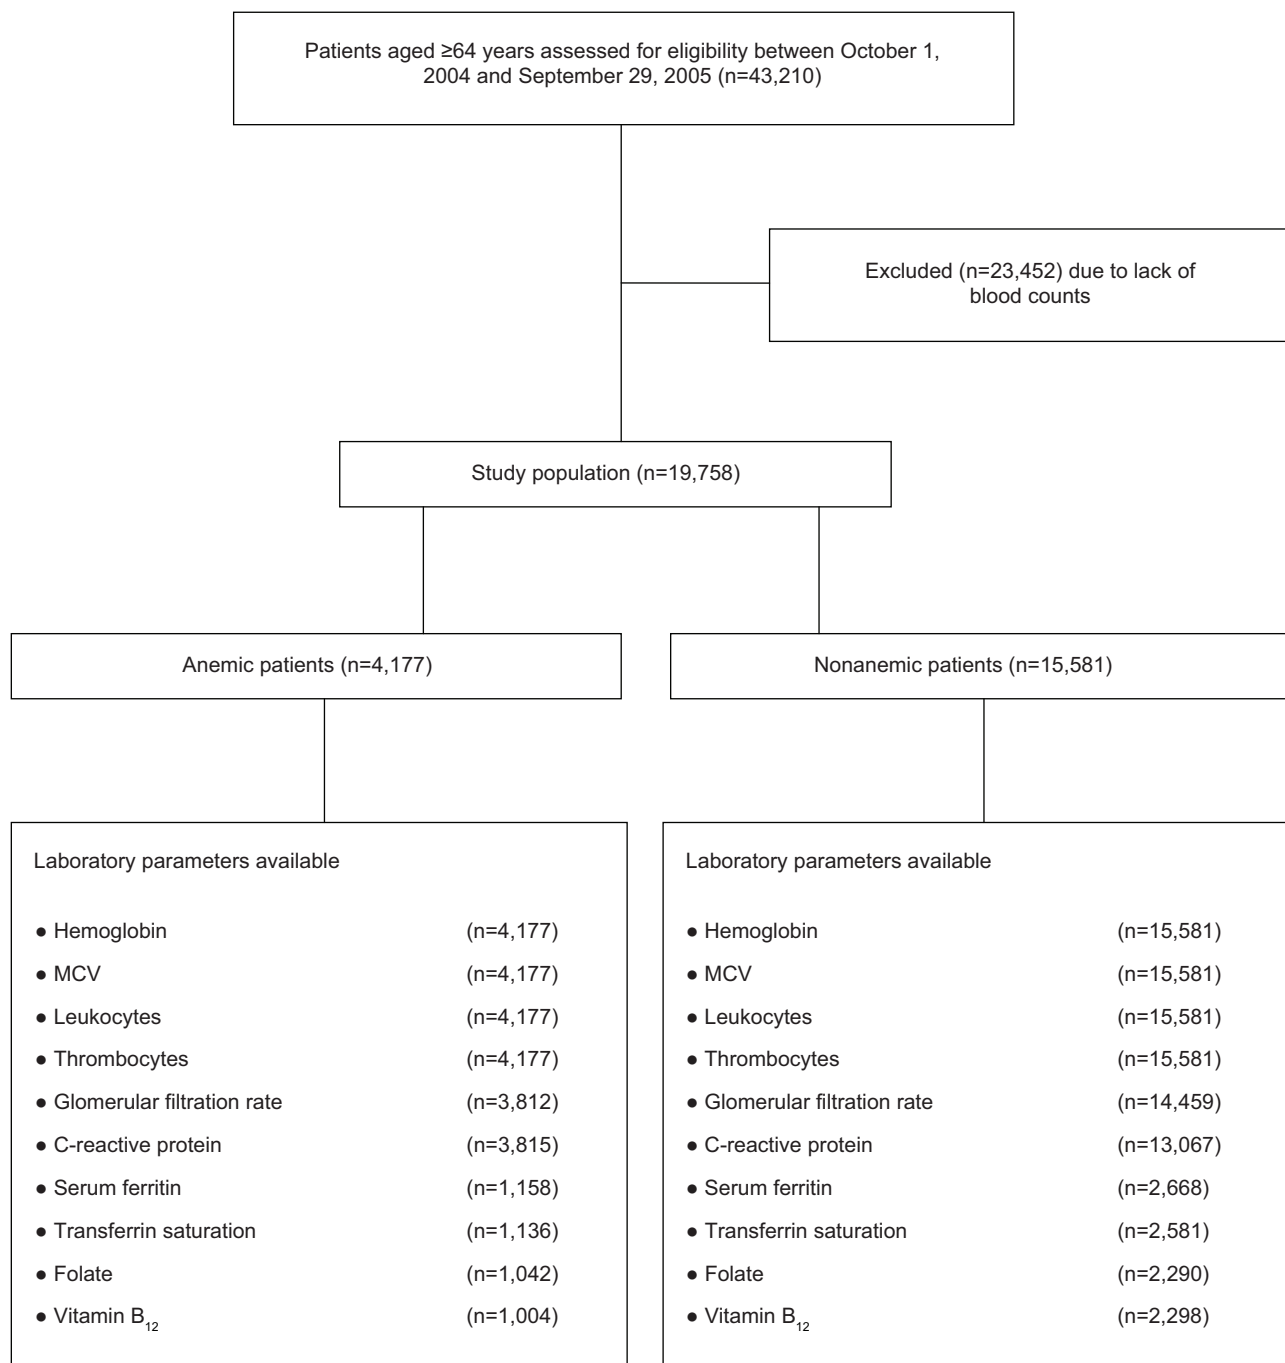 Patients aged ≥64 years assessed for eligibility between October 1,
2004 and September 29, 2005 (n=43,210)
Excluded (n=23,452) due to lack of
blood counts
Study population (n=19,758)
Anemic patients (n=4,177)
Nonanemic patients (n=15,581)
Laboratory parameters available
● Hemoglobin (n=4,177)
● MCV (n=4,177)
● Leukocytes (n=4,177)
● Thrombocytes (n=4,177)
● Glomerular filtration rate (n=3,812)
● C-reactive protein (n=3,815)
● Serum ferritin (n=1,158)
● Transferrin saturation (n=1,136)
● Folate (n=1,042)
● Vitamin B12 (n=1,004)
Laboratory parameters available
● Hemoglobin (n=15,581)
● MCV (n=15,581)
● Leukocytes (n=15,581)
● Thrombocytes (n=15,581)
● Glomerular filtration rate (n=14,459)
● C-reactive protein (n=13,067)
● Serum ferritin (n=2,668)
● Transferrin saturation (n=2,581)
● Folate (n=2,290)
● Vitamin B12 (n=2,298)